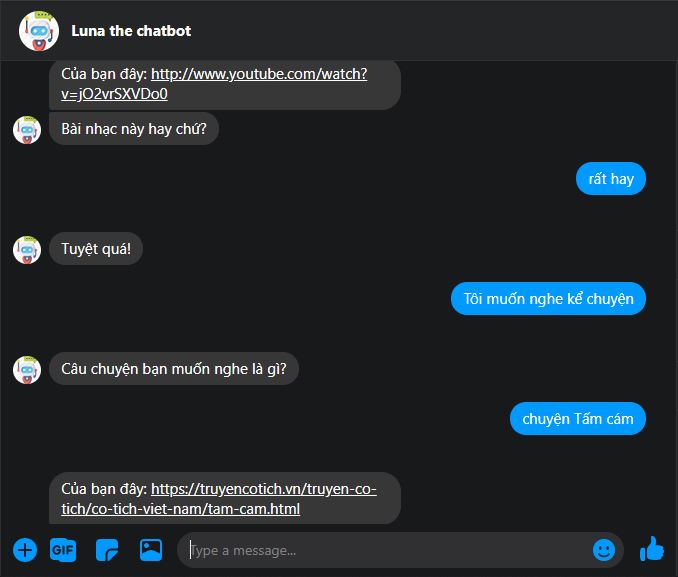 Luna the chatbot
Của bạn đây: http://www.youtube.com/watch?
v=jO2vrSXVDo0
Bài nhạc này hay chứ?
rất hay
Tuyệt quá!
Tôi muốn nghe kể chuyện
Câu chuyện bạn muốn nghe là gì?
chuyện Tấm cám
Của bạn đây: https://truyencotich.vn/truyen-co-
tich/co-tich-viet-nam/tam-cam.html
GIF
Type a message...